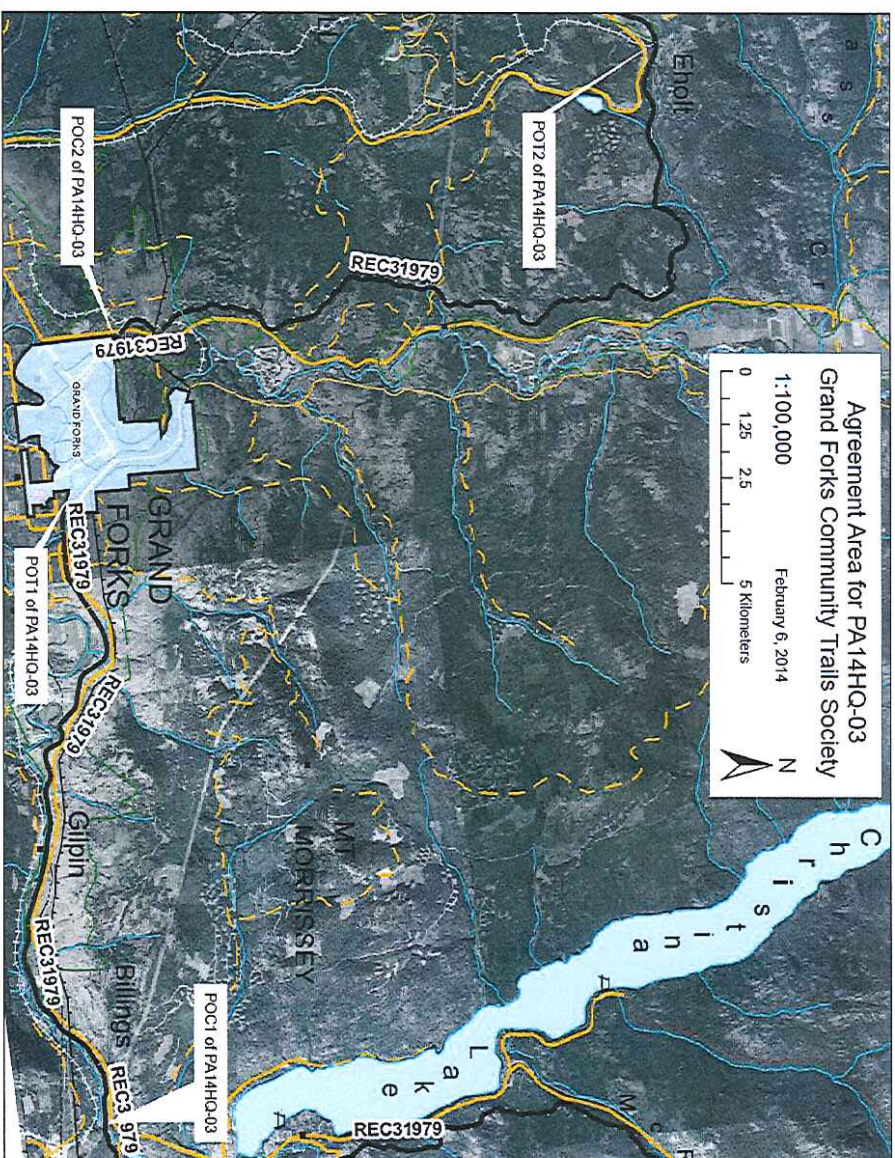 Agreement Area for PA14HQ-03
Grand Forks Community Trails Society
1:100,000
February 6, 2014
N
0 1.25 2.5 5 Kilometers
Eholt
a s s
C r
POT2 of PA14HQ-03
REC31979
POC2 of PA14HQ-03
REC31979
GRAND FORKS
GRAND
FORKS
REC31979
POT1 of PA14HQ-03
REC31979
Gilpin
MT
MORRISSEY
REC31979
Billings
POC1 of PA14HQ-03
REC3 979
Christina
Lake
REC31979
M c